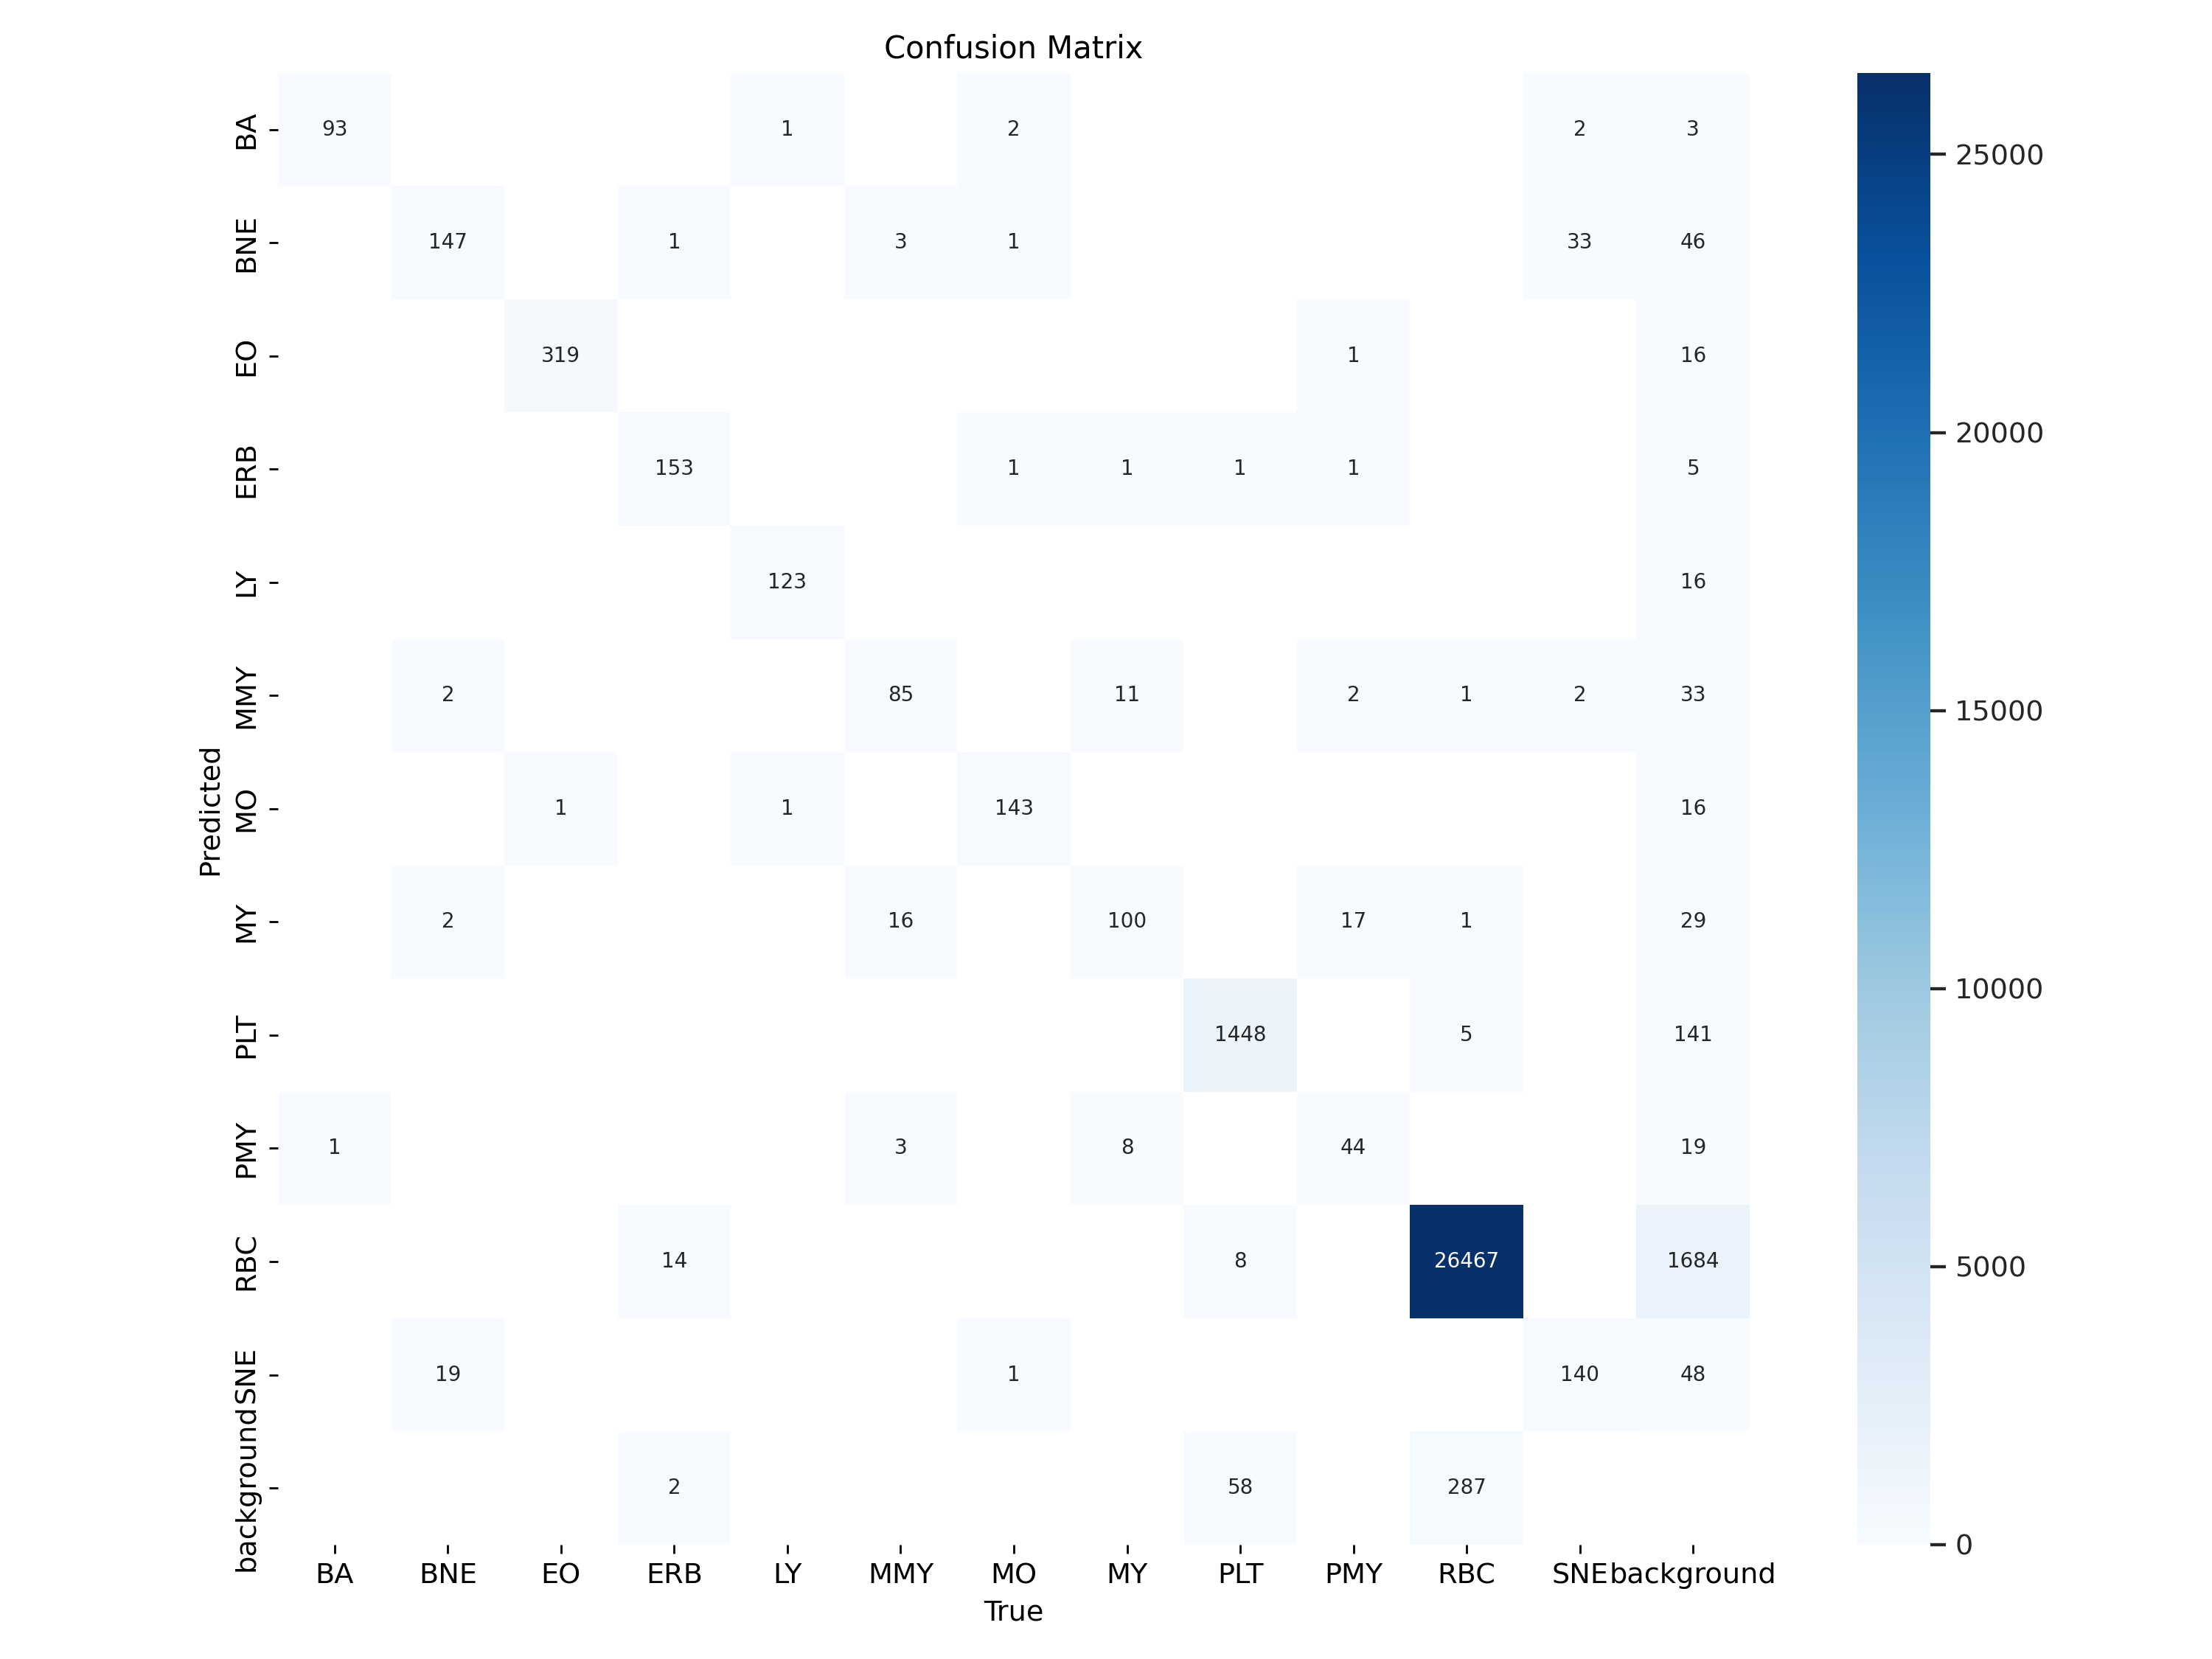 Confusion Matrix
BA 93 1 2 2 3
BNE 147 1 3 1 33 46
EO 319 1 16
ERB 153 1 1 1 1 5
LY 123 16
MMY 2 85 11 2 1 2 33
MO 1 1 143 16
MY 2 16 100 17 1 29
PLT 1448 5 141
PMY 1 3 8 44 19
RBC 14 8 26467 1684
SNE 19 1 140 48
background 2 58 287
Predicted
BA BNE EO ERB LY MMY MO MY PLT PMY RBC SNE background
True
25000
20000
15000
10000
5000
0